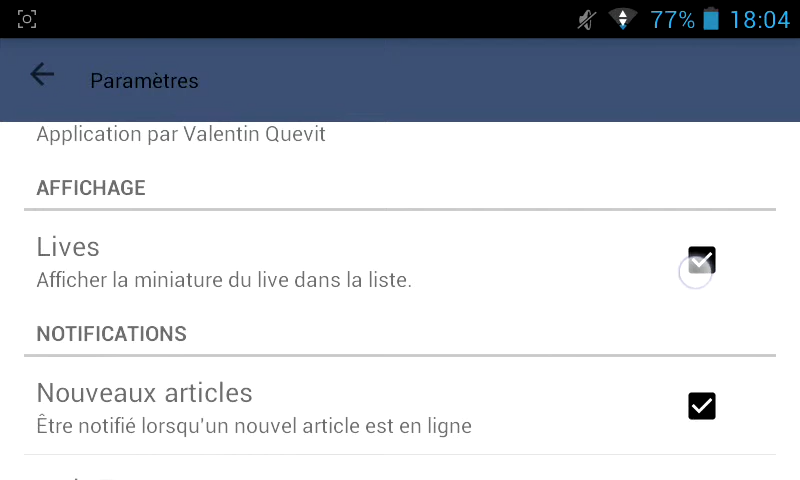 77% 18:04
Paramètres
Application par Valentin Quevit
AFFICHAGE
Lives
Afficher la miniature du live dans la liste.
NOTIFICATIONS
Nouveaux articles
Être notifié lorsqu'un nouvel article est en ligne